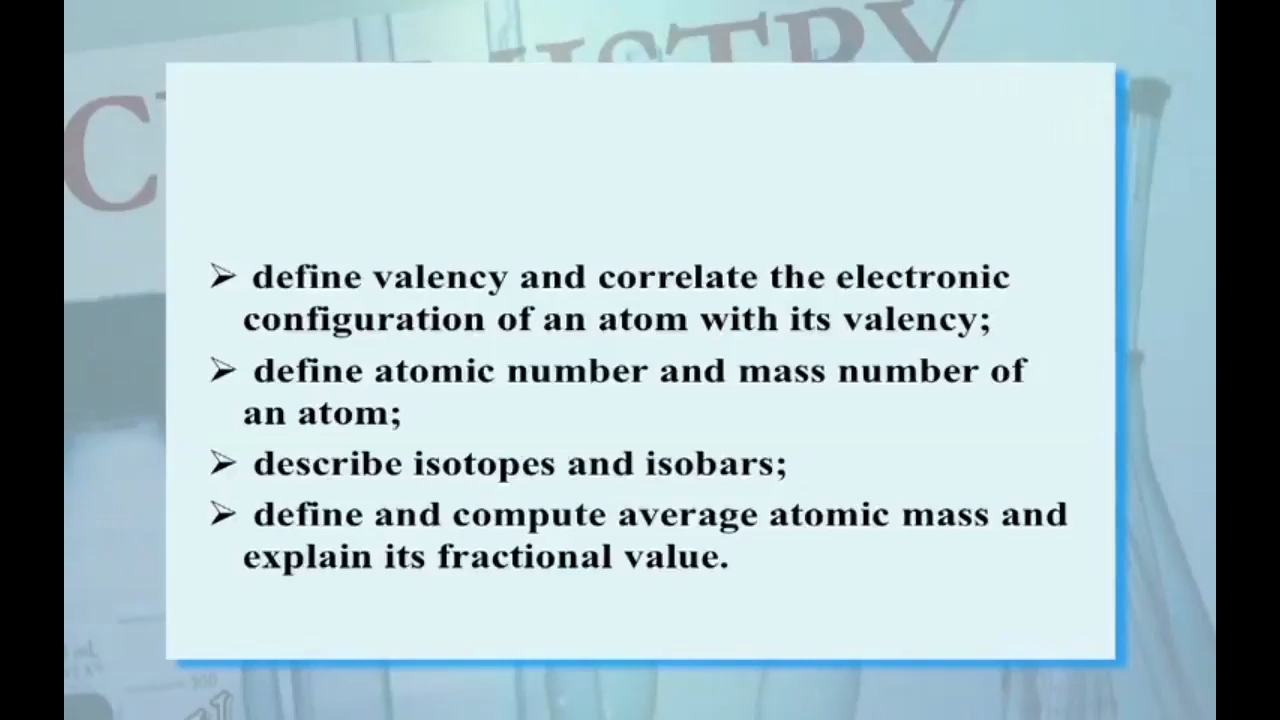 ➢ define valency and correlate the electronic
configuration of an atom with its valency;
➢ define atomic number and mass number of
an atom;
➢ describe isotopes and isobars;
➢ define and compute average atomic mass and
explain its fractional value.